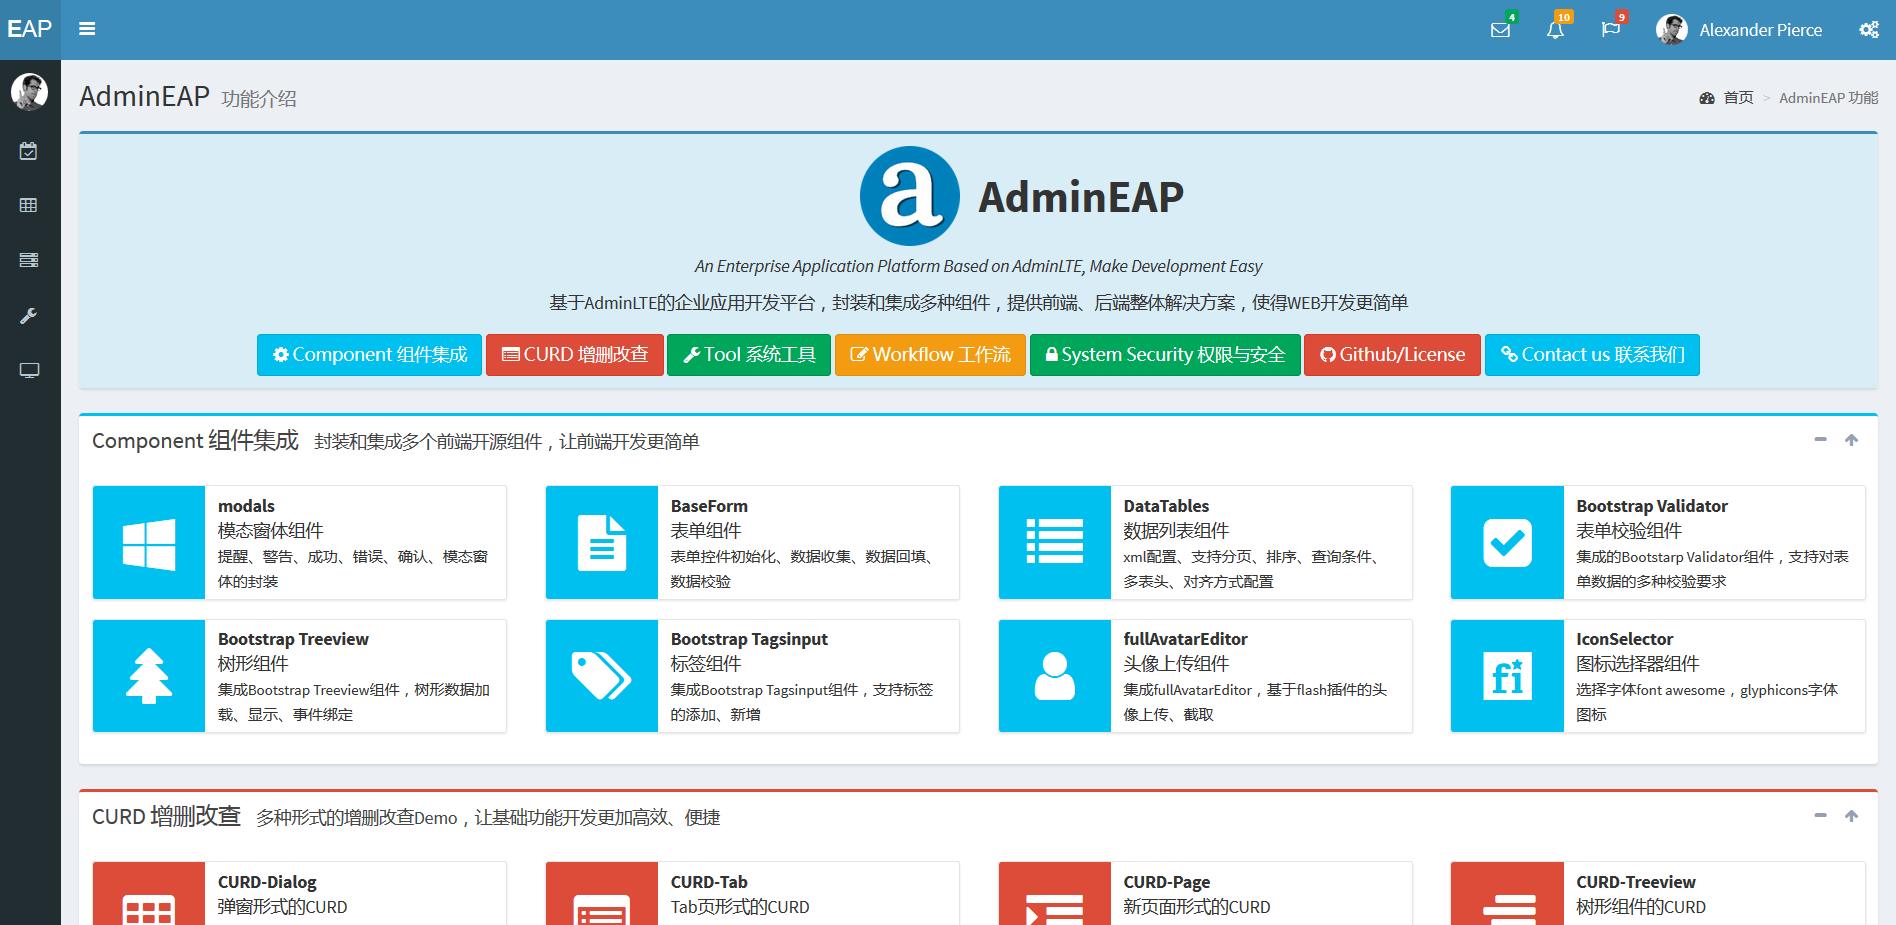 EAP
4
10
9
Alexander Pierce
AdminEAP 功能介绍
首页 > AdminEAP 功能
a AdminEAP
An Enterprise Application Platform Based on AdminLTE, Make Development Easy
基于AdminLTE的企业应用开发平台，封装和集成多种组件，提供前端、后端整体解决方案，使得WEB开发更简单
Component 组件集成
CURD 增删改查
Tool 系统工具
Workflow 工作流
System Security 权限与安全
Github/License
Contact us 联系我们
Component 组件集成 封装和集成多个前端开源组件，让前端开发更简单
modals
模态窗体组件
提醒、警告、成功、错误、确认、模态窗
体的封装
BaseForm
表单组件
表单控件初始化、数据收集、数据回填、
数据校验
DataTables
数据列表组件
xml配置、支持分页、排序、查询条件、
多表头、对齐方式配置
Bootstrap Validator
表单校验组件
集成的Bootstarp Validator组件，支持对表
单数据的多种校验要求
Bootstrap Treeview
树形组件
集成Bootstrap Treeview组件，树形数据加
载、显示、事件绑定
Bootstrap Tagsinput
标签组件
集成Bootstrap Tagsinput组件，支持标签
的添加、新增
fullAvatarEditor
头像上传组件
集成fullAvatarEditor，基于flash插件的头
像上传、截取
IconSelector
图标选择器组件
选择字体font awesome，glyphicons字体
图标
CURD 增删改查 多种形式的增删改查Demo，让基础功能开发更加高效、便捷
CURD-Dialog
弹窗形式的CURD
CURD-Tab
Tab页形式的CURD
CURD-Page
新页面形式的CURD
CURD-Treeview
树形组件的CURD